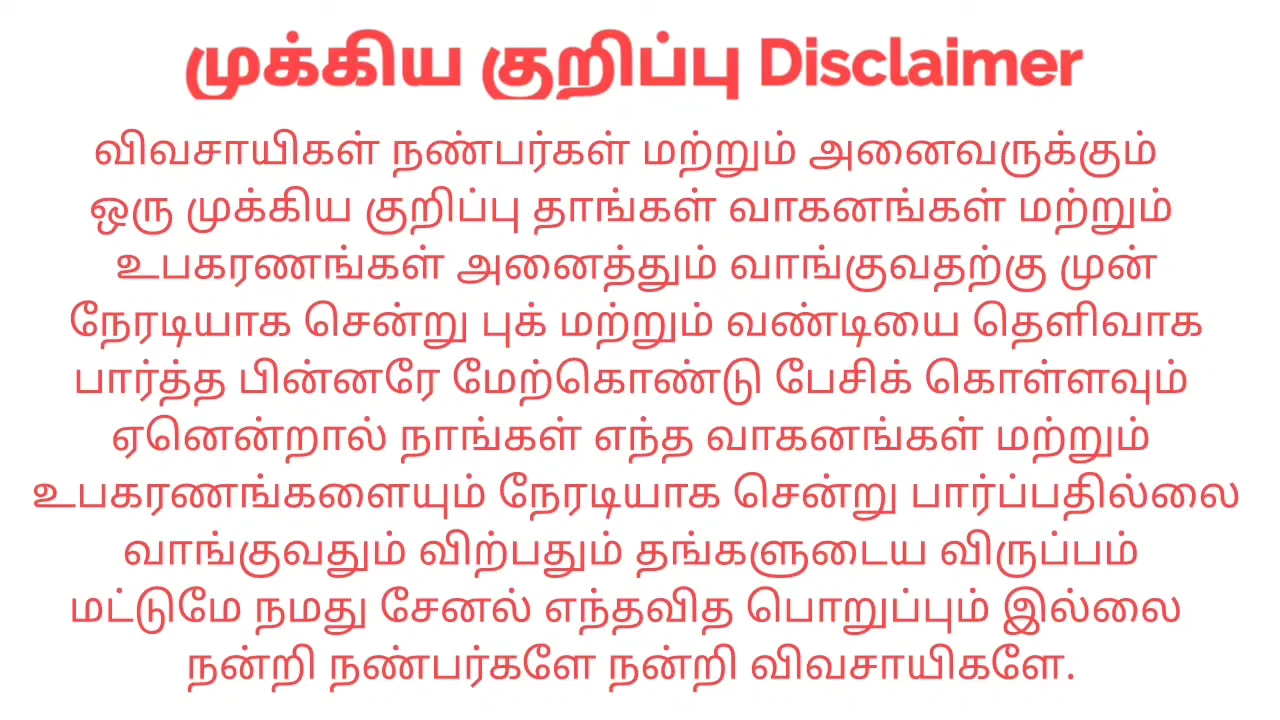 முக்கிய குறிப்பு Disclaimer
விவசாயிகள் நண்பர்கள் மற்றும் அனைவருக்கும்
ஒரு முக்கிய குறிப்பு தாங்கள் வாகனங்கள் மற்றும்
உபகரணங்கள் அனைத்தும் வாங்குவதற்கு முன்
நேரடியாக சென்று புக் மற்றும் வண்டியை தெளிவாக
பார்த்த பின்னரே மேற்கொண்டு பேசிக் கொள்ளவும்
ஏனென்றால் நாங்கள் எந்த வாகனங்கள் மற்றும்
உபகரணங்களையும் நேரடியாக சென்று பார்ப்பதில்லை
வாங்குவதும் விற்பதும் தங்களுடைய விருப்பம்
மட்டுமே நமது சேனல் எந்தவித பொறுப்பும் இல்லை
நன்றி நண்பர்களே நன்றி விவசாயிகளே.